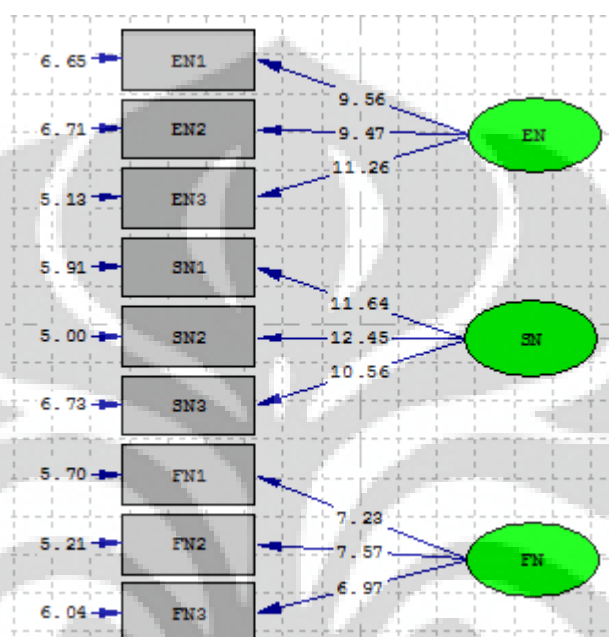 6.65 EN1
9.56
6.71 EN2 9.47 EN
11.26
5.13 EN3
5.91 SN1
11.64
5.00 SN2 12.45 SN
10.56
6.73 SN3
5.70 FN1
7.23
5.21 FN2 7.57 FN
6.97
6.04 FN3